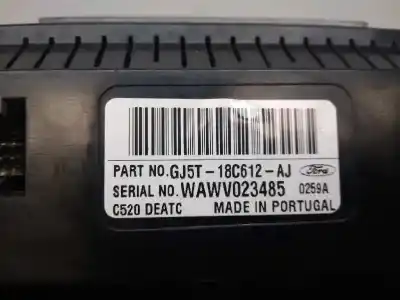 PART NO.GJ5T-18C612-AJ Ford
SERIAL NO.WAWV023485 0259A
C520 DEATC MADE IN PORTUGAL